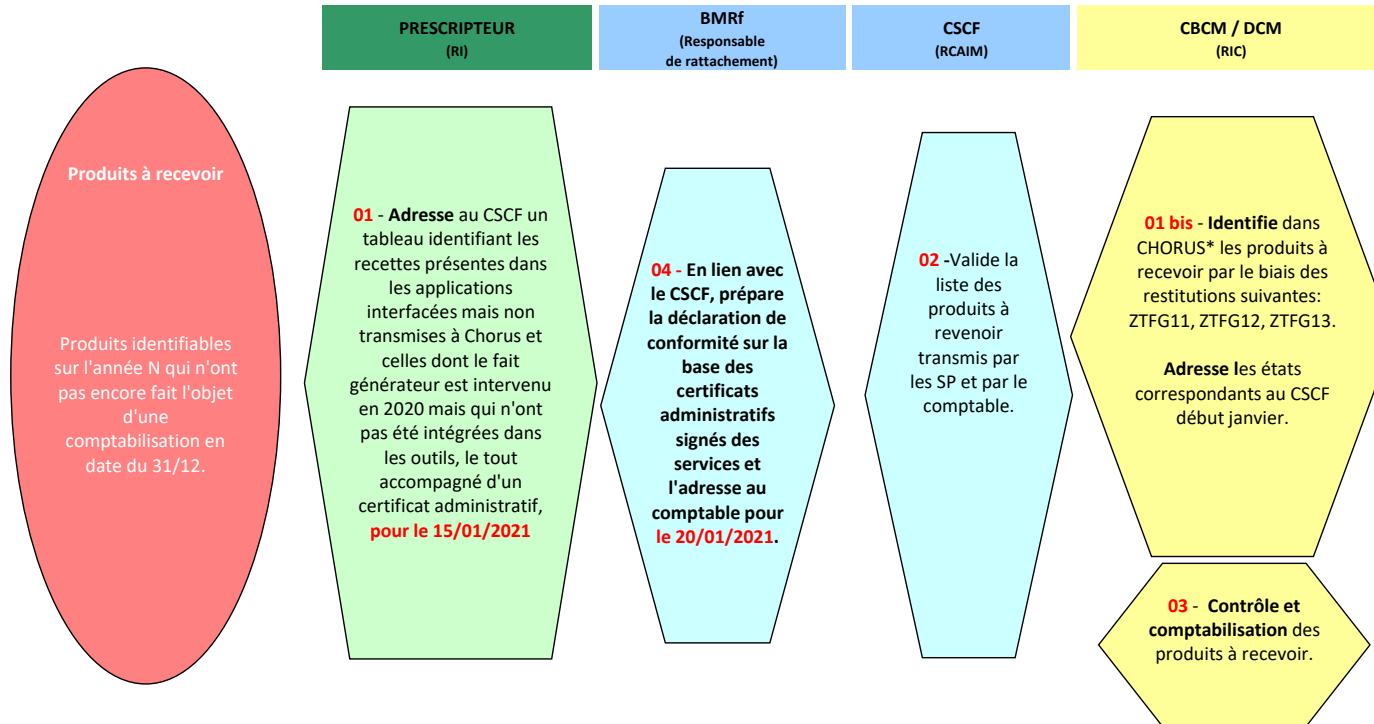 PRESCRIPTEUR
(RI)
BMRf
(Responsable
de rattachement)
CSCF
(RCAIM)
CBCM / DCM
(RIC)
Produits à recevoir
Produits identifiables
sur l'année N qui n'ont
pas encore fait l'objet
d'une
comptabilisation en
date du 31/12.
01 - Adresse au CSCF un
tableau identifiant les
recettes présentes dans
les applications
interfacées mais non
transmises à Chorus et
celles dont le fait
générateur est intervenu
en 2020 mais qui n'ont
pas été intégrées dans
les outils, le tout
accompagné d'un
certificat administratif,
pour le 15/01/2021
04 - En lien avec
le CSCF, prépare
la déclaration de
conformité sur la
base des
certificats
administratifs
signés des
services et
l'adresse au
comptable pour
le 20/01/2021.
02 -Valide la
liste des
produits à
revenoir
transmis par
les SP et par le
comptable.
01 bis - Identifie dans
CHORUS* les produits à
recevoir par le biais des
restitutions suivantes:
ZTFG11, ZTFG12, ZTFG13.
Adresse les états
correspondants au CSCF
début janvier.
03 - Contrôle et
comptabilisation des
produits à recevoir.